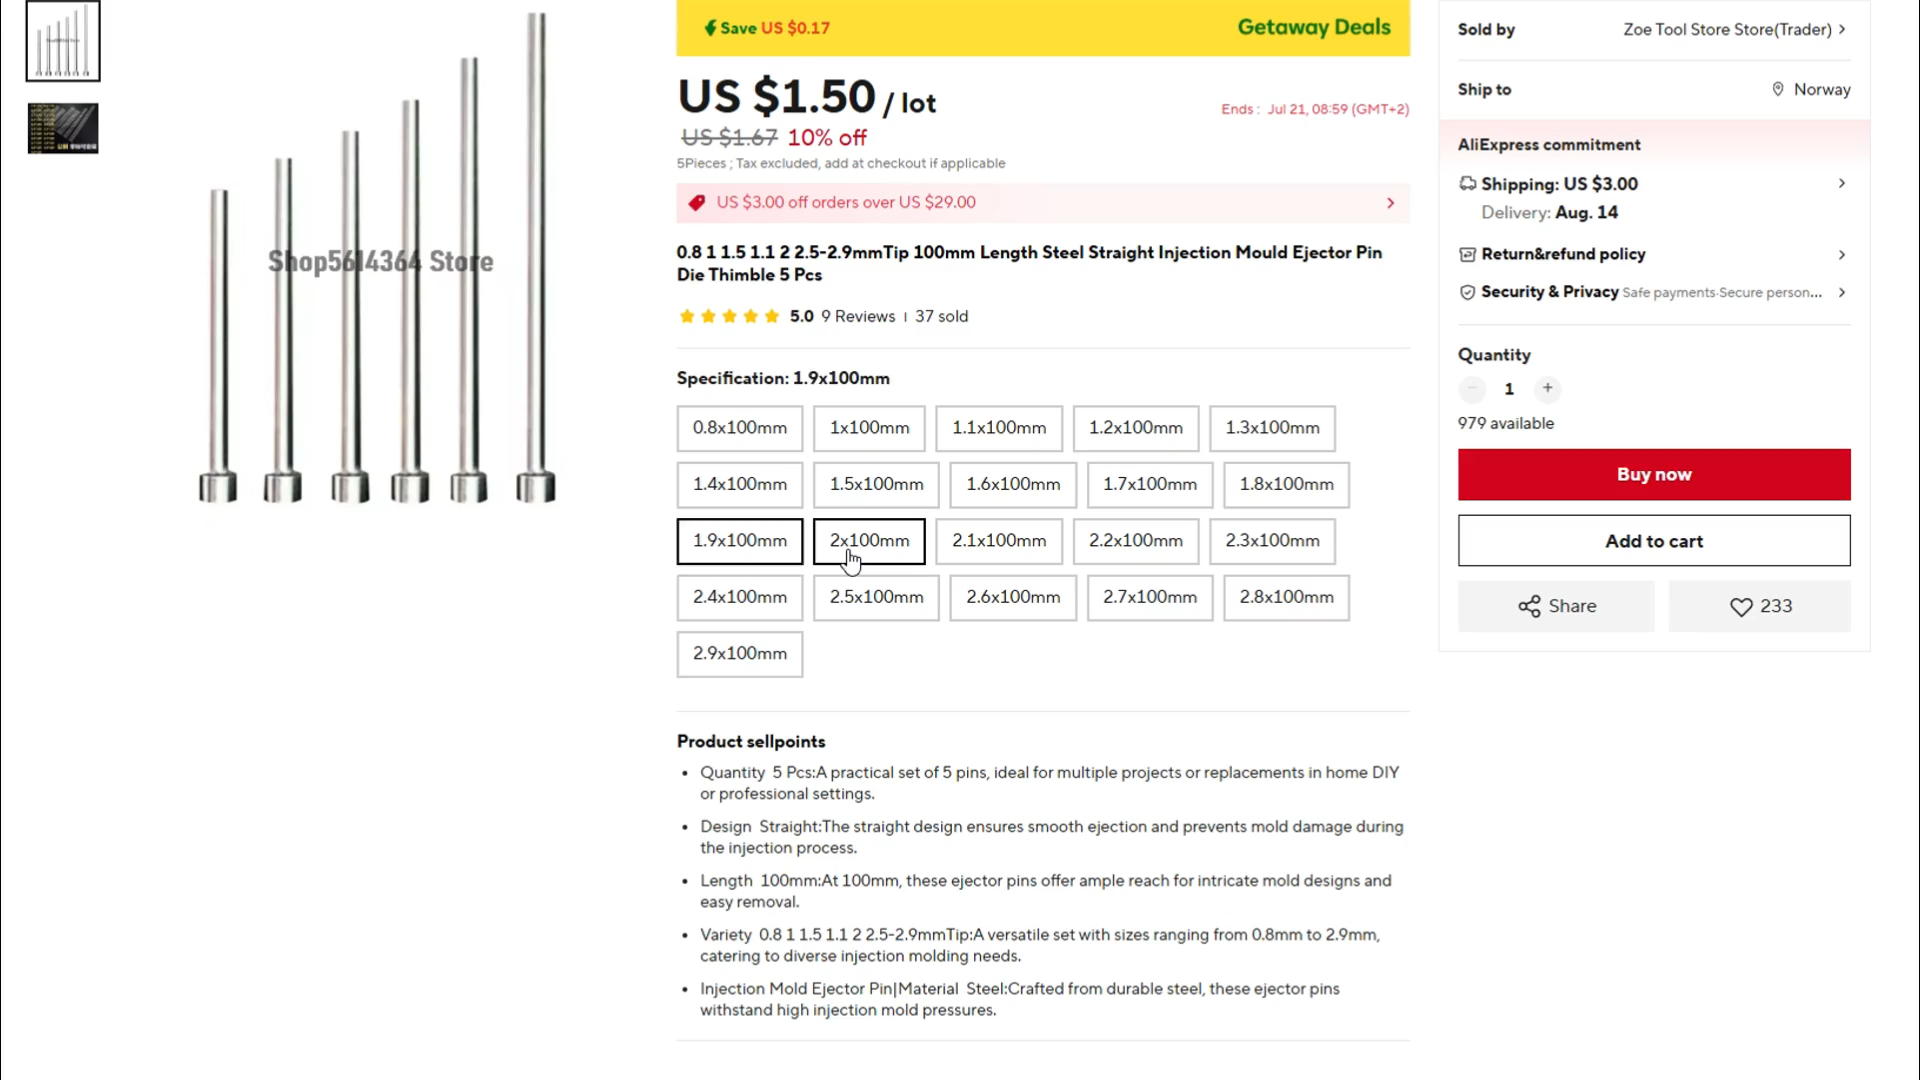 Shop5614364 Store
Save US $0.17
Getaway Deals
US $1.50 / lot
US $1.67 10% off
Ends : Jul 21, 08:59 (GMT+2)
5Pieces ; Tax excluded, add at checkout if applicable
US $3.00 off orders over US $29.00
0.8 1 1.5 1.1 2 2.5-2.9mmTip 100mm Length Steel Straight Injection Mould Ejector Pin
Die Thimble 5 Pcs
5.0 9 Reviews 37 sold
Specification: 1.9x100mm
0.8x100mm 1x100mm 1.1x100mm 1.2x100mm 1.3x100mm
1.4x100mm 1.5x100mm 1.6x100mm 1.7x100mm 1.8x100mm
1.9x100mm 2x100mm 2.1x100mm 2.2x100mm 2.3x100mm
2.4x100mm 2.5x100mm 2.6x100mm 2.7x100mm 2.8x100mm
2.9x100mm
Product sellpoints
• Quantity 5 Pcs:A practical set of 5 pins, ideal for multiple projects or replacements in home DIY
or professional settings.
• Design Straight:The straight design ensures smooth ejection and prevents mold damage during
the injection process.
• Length 100mm:At 100mm, these ejector pins offer ample reach for intricate mold designs and
easy removal.
• Variety 0.8 1 1.5 1.1 2 2.5-2.9mmTip:A versatile set with sizes ranging from 0.8mm to 2.9mm,
catering to diverse injection molding needs.
• Injection Mold Ejector Pin|Material Steel:Crafted from durable steel, these ejector pins
withstand high injection mold pressures.
Sold by Zoe Tool Store Store(Trader)
Ship to Norway
AliExpress commitment
Shipping: US $3.00
Delivery: Aug. 14
Return&refund policy
Security & Privacy Safe payments·Secure person...
Quantity
1
979 available
Buy now
Add to cart
Share 233